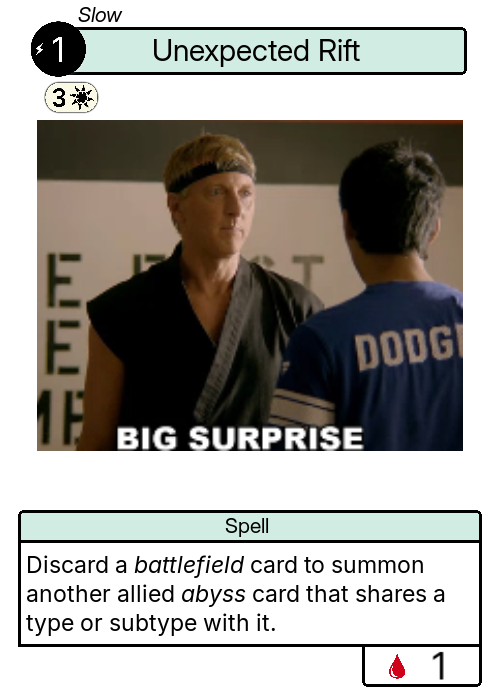 Slow
1 Unexpected Rift
3
DODG
BIG SURPRISE
Spell
Discard a battlefield card to summon
another allied abyss card that shares a
type or subtype with it.
1